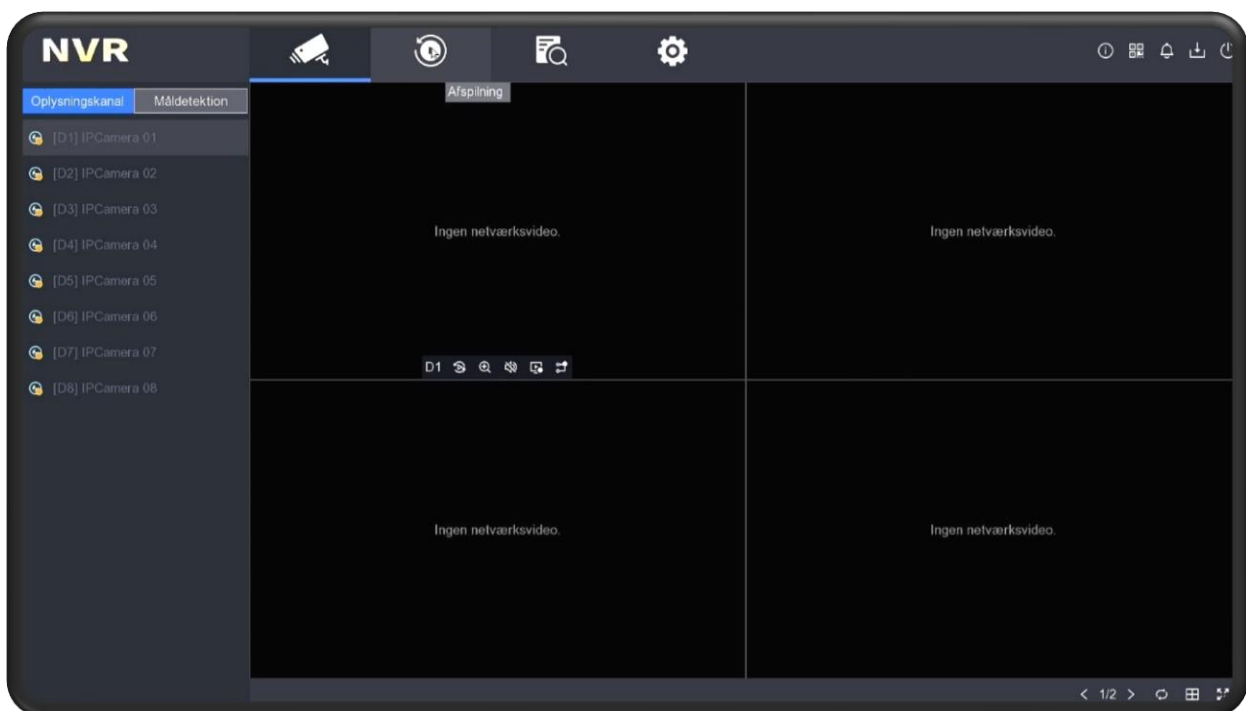 NVR
Afspilning
Oplysningskanal
Måldetektion
[D1] IPCamera 01
[D2] IPCamera 02
[D3] IPCamera 03
[D4] IPCamera 04
[D5] IPCamera 05
[D6] IPCamera 06
[D7] IPCamera 07
[D8] IPCamera 08
Ingen netværksvideo.
Ingen netværksvideo.
D1
Ingen netværksvideo.
Ingen netværksvideo.
< 1/2 >